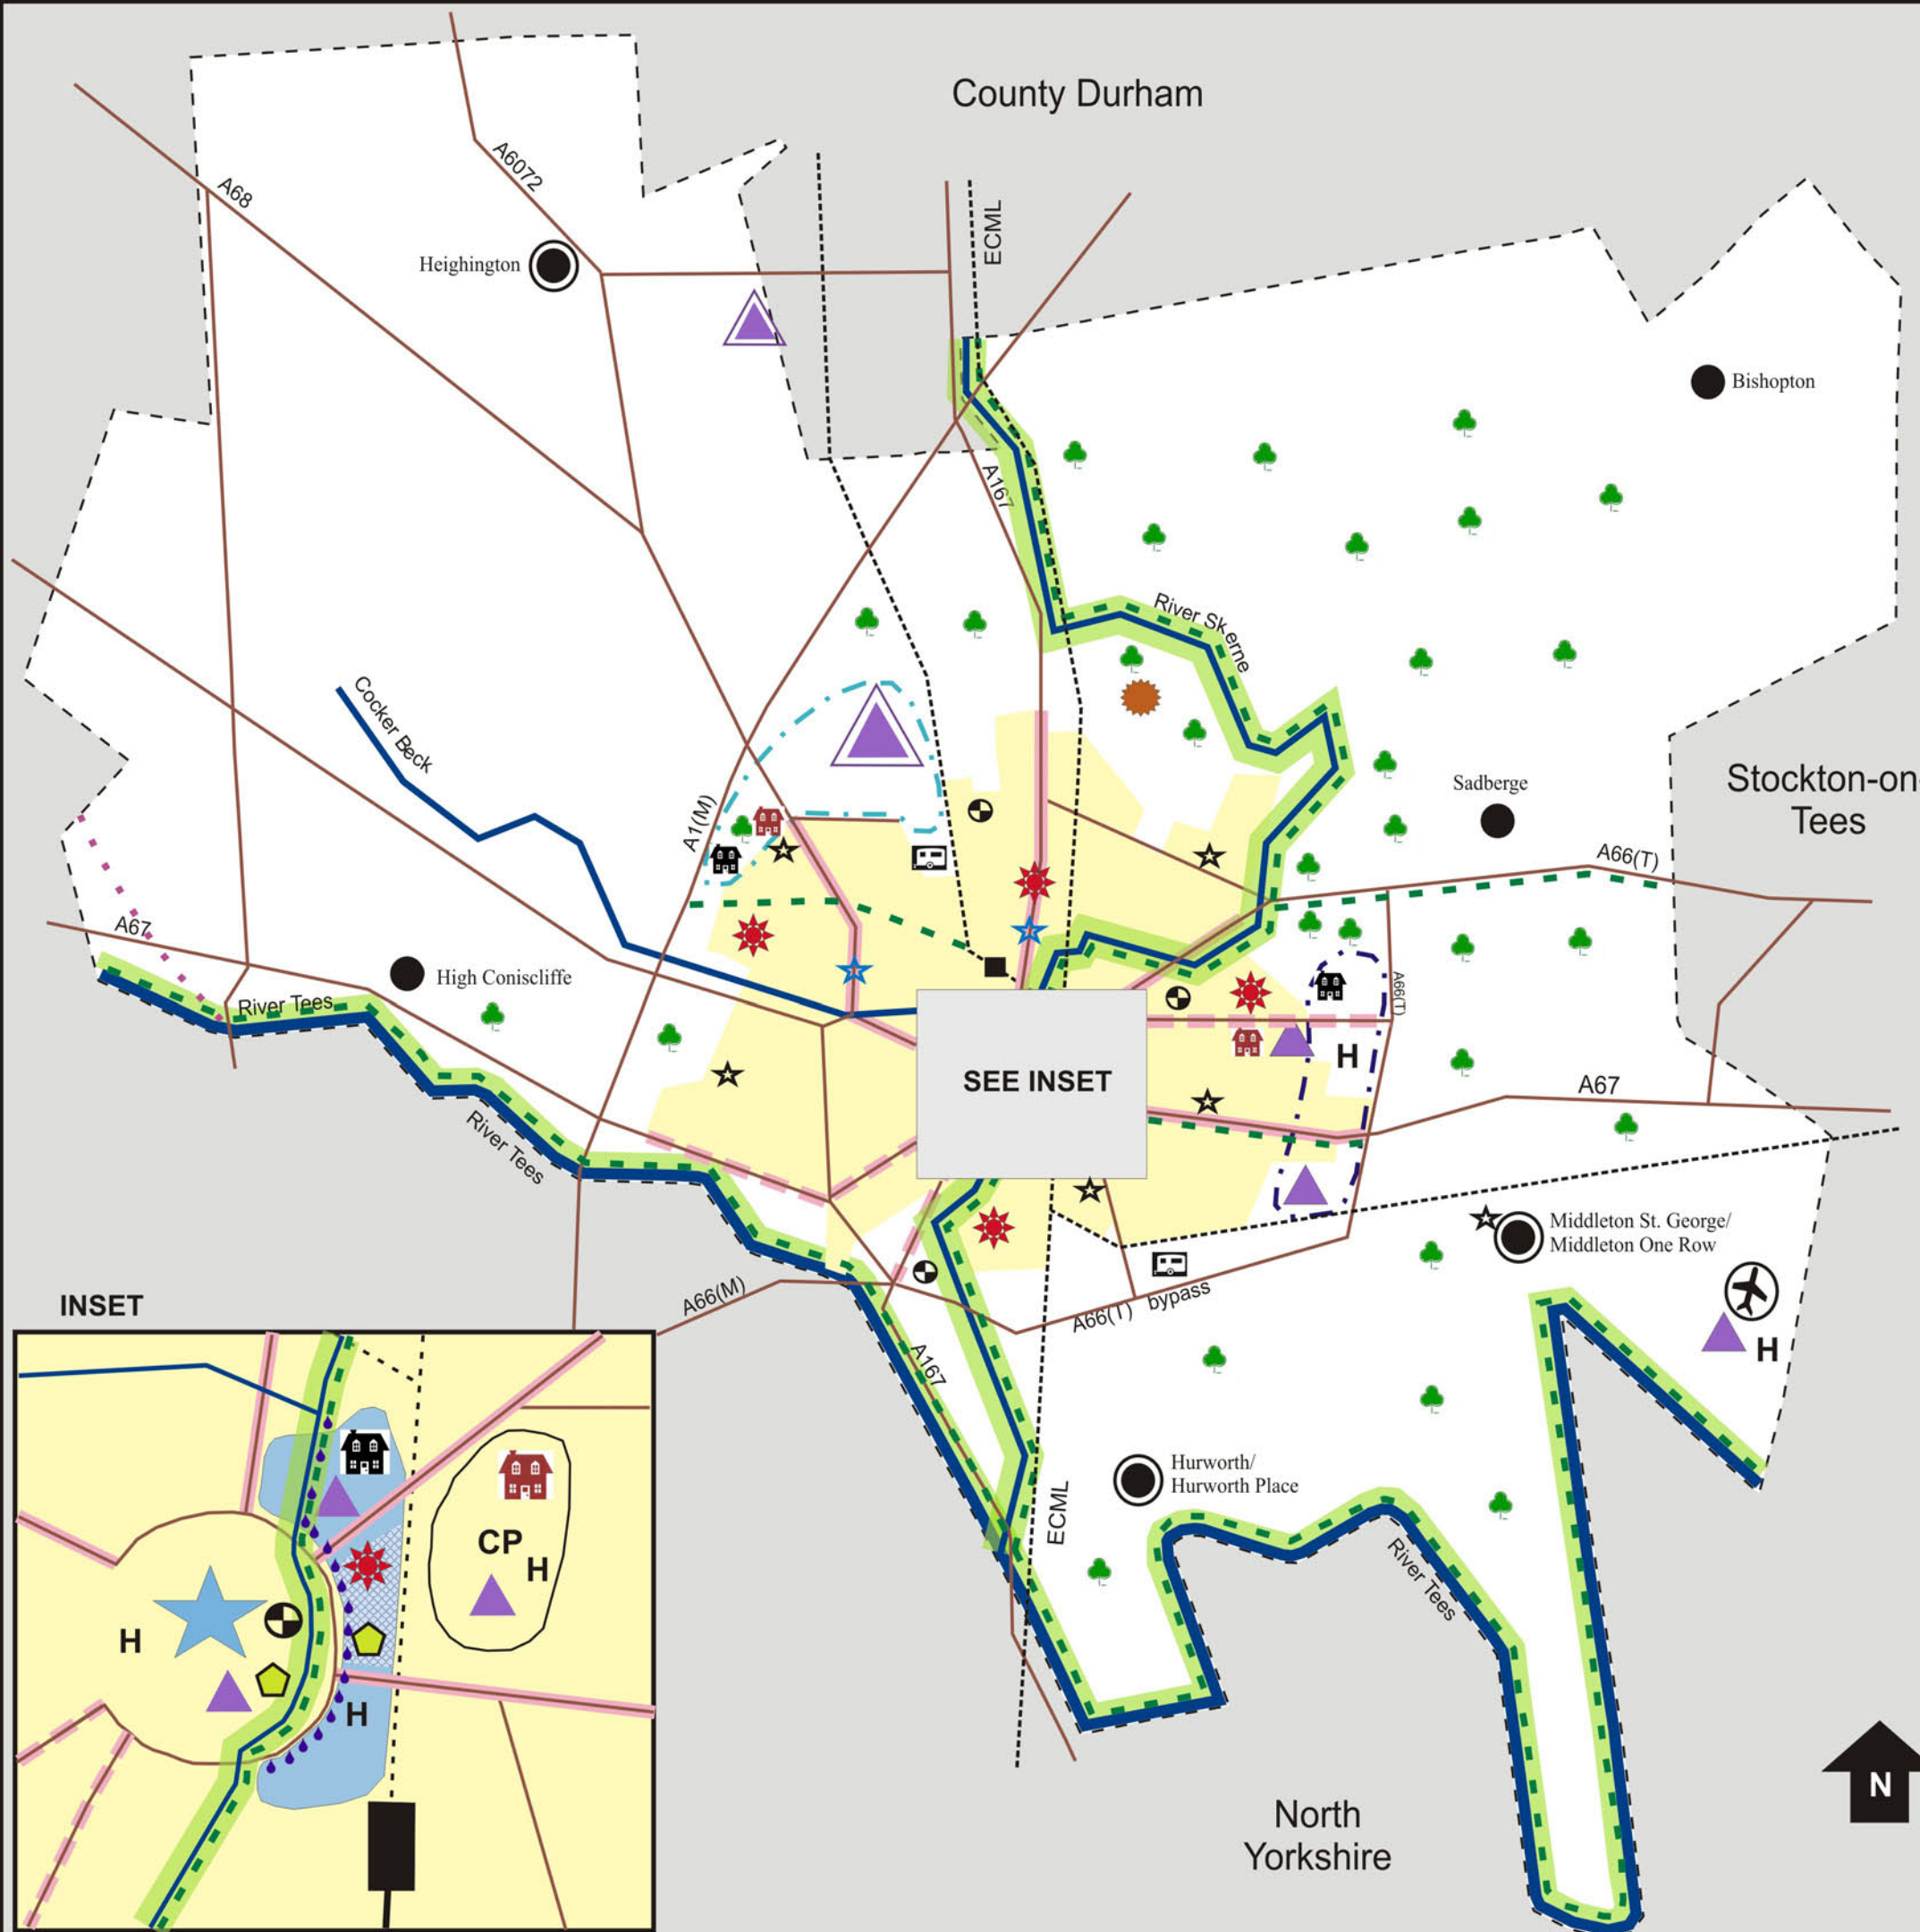 County Durham
A6072
A68
ECML
Heighington
Bishopton
A167
River Skerne
Cocker Beck
Sadberge
Stockton-on-
Tees
A1(M)
A66(T)
A67
High Coniscliffe
A66(T)
River Tees
H
SEE INSET
A67
River Tees
Middleton St. George/
Middleton One Row
A66(M)
A66(T) bypass
INSET
A167
H
Hurworth/
Hurworth Place
ECML
CP
H
River Tees
H
H
N
North
Yorkshire